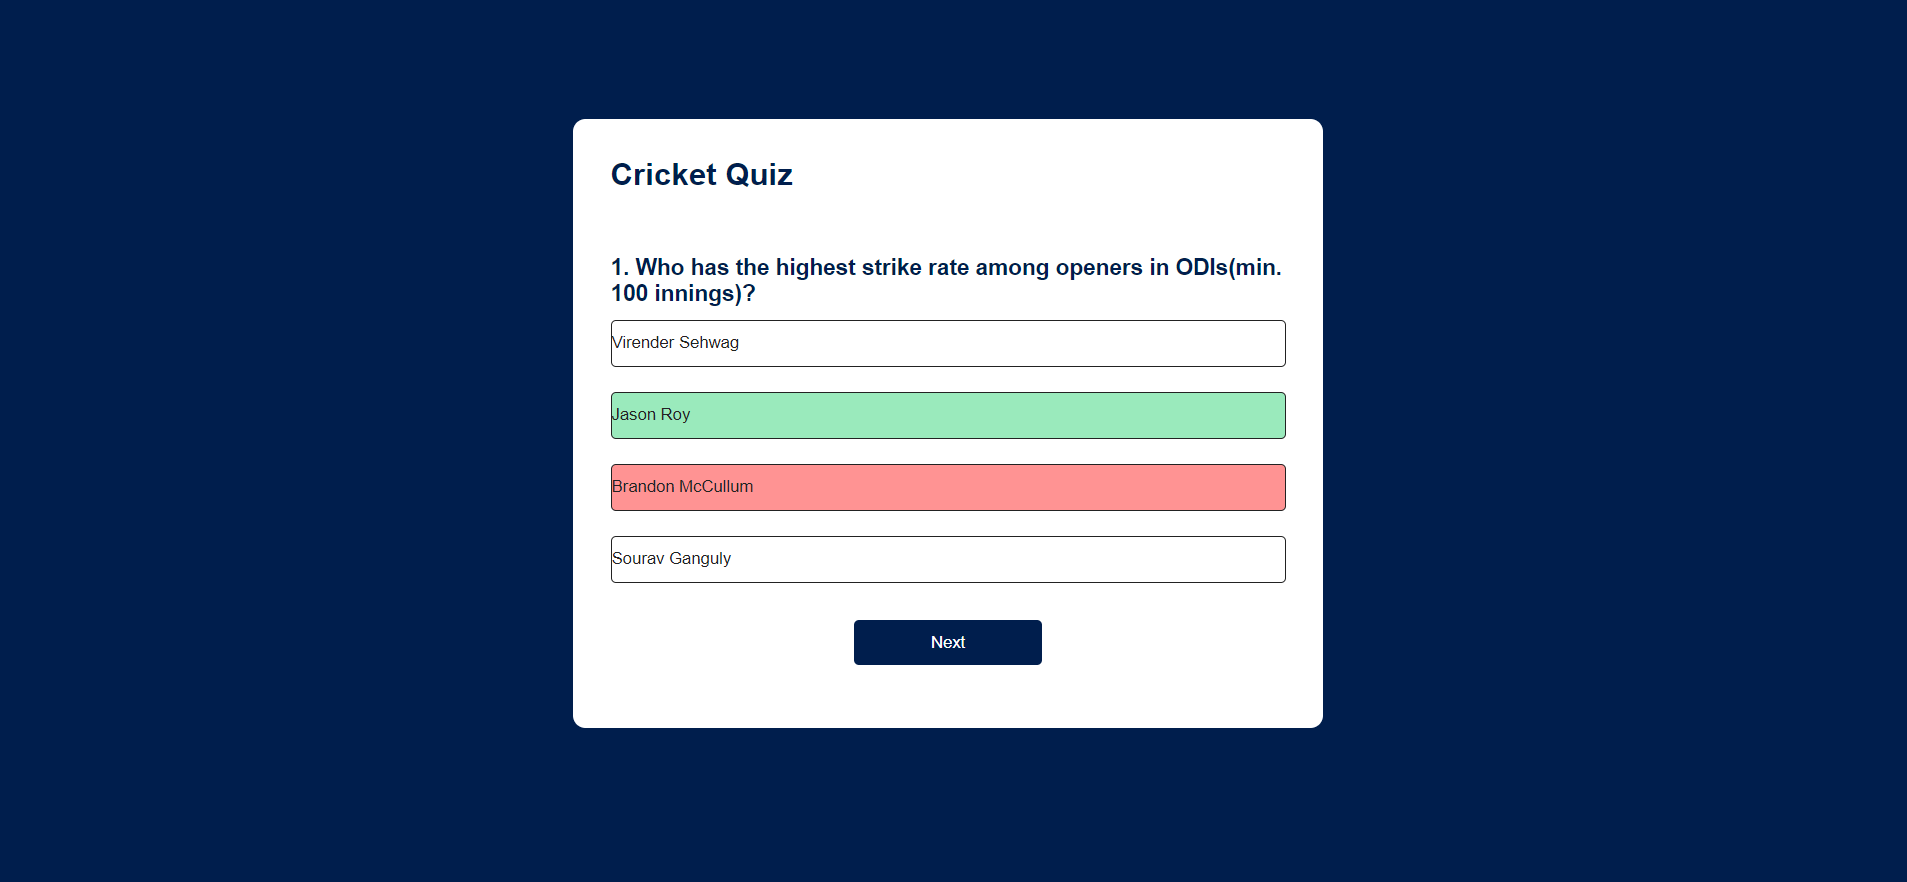 Cricket Quiz
1. Who has the highest strike rate among openers in ODIs(min.
100 innings)?
Virender Sehwag
Jason Roy
Brandon McCullum
Sourav Ganguly
Next